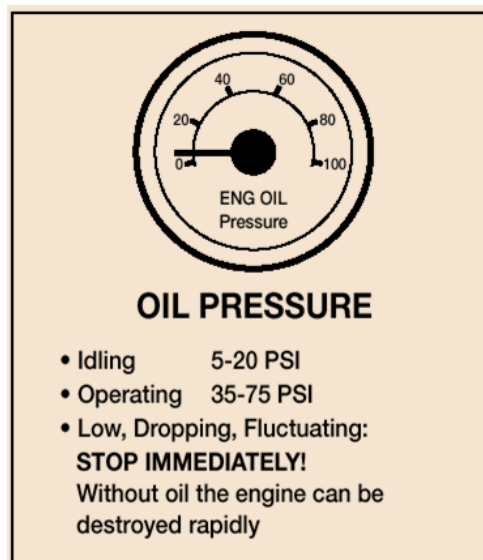 40 60
20 80
0 100
ENG OIL
Pressure
OIL PRESSURE
• Idling 5-20 PSI
• Operating 35-75 PSI
• Low, Dropping, Fluctuating:
STOP IMMEDIATELY!
Without oil the engine can be
destroyed rapidly